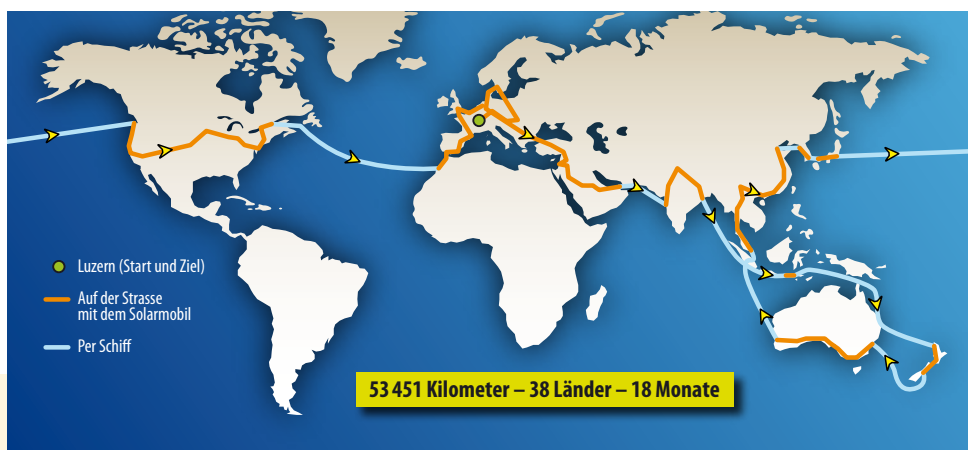 Luzern (Start und Ziel)
Auf der Strasse
mit dem Solarmobil
Per Schiff
53 451 Kilometer – 38 Länder – 18 Monate